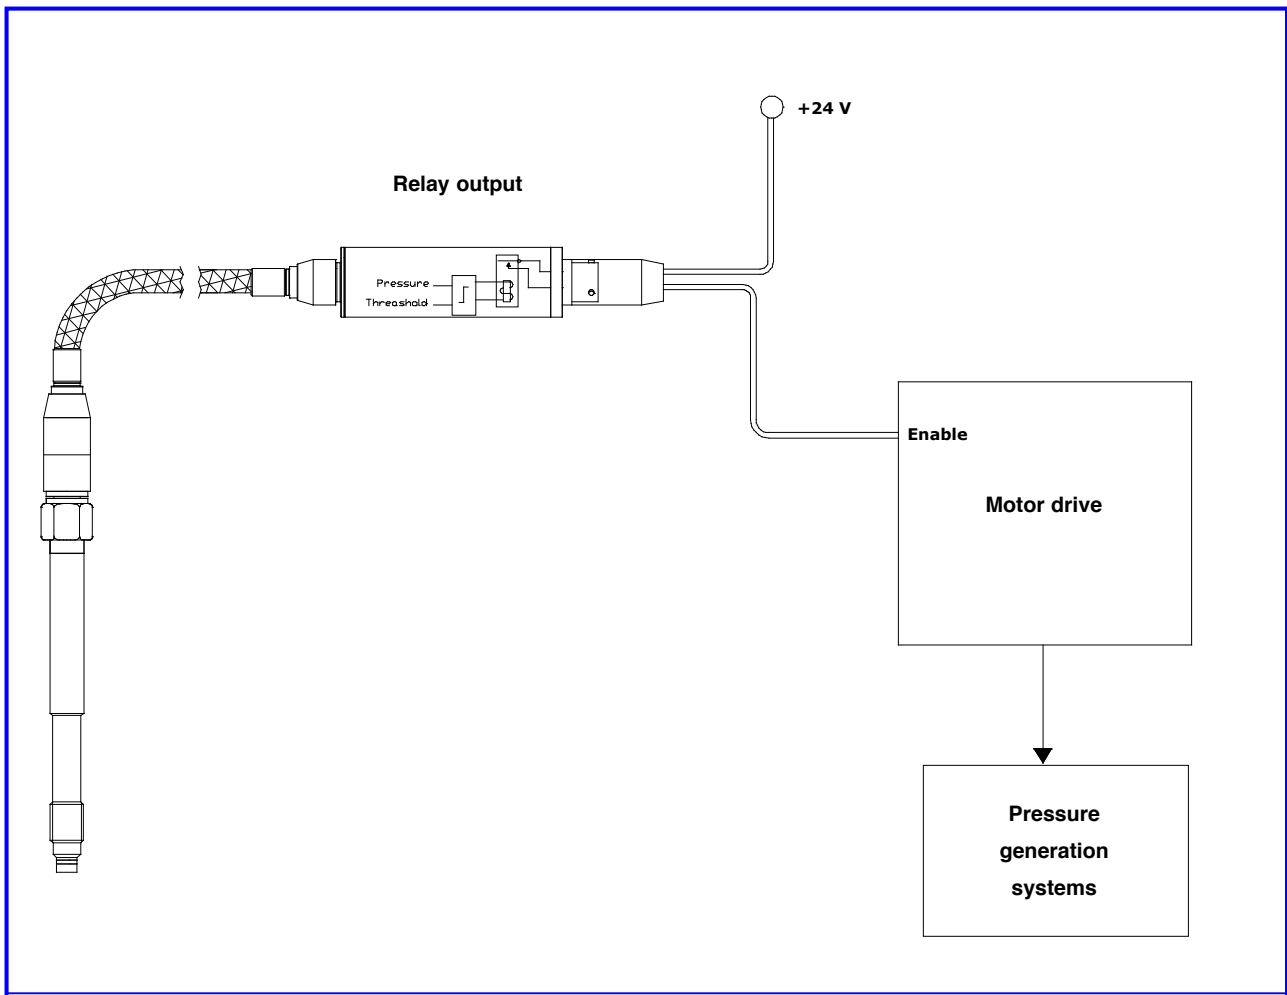 +24 V
Relay output
Pressure
Threashold
Enable
Motor drive
Pressure
generation
systems